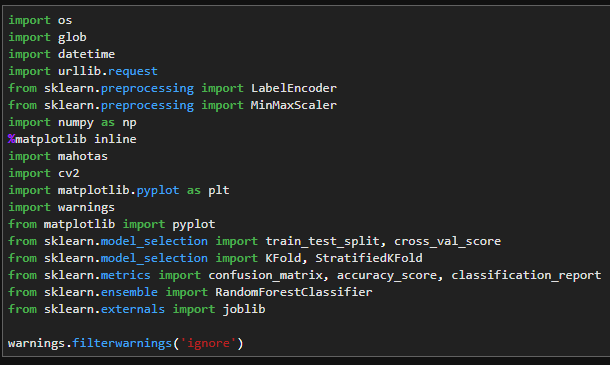 import os
import glob
import datetime
import urllib.request
from sklearn.preprocessing import LabelEncoder
from sklearn.preprocessing import MinMaxScaler
import numpy as np
%matplotlib inline
import mahotas
import cv2
import matplotlib.pyplot as plt
import warnings
from matplotlib import pyplot
from sklearn.model_selection import train_test_split, cross_val_score
from sklearn.model_selection import KFold, StratifiedKFold
from sklearn.metrics import confusion_matrix, accuracy_score, classification_report
from sklearn.ensemble import RandomForestClassifier
from sklearn.externals import joblib
warnings.filterwarnings('ignore')